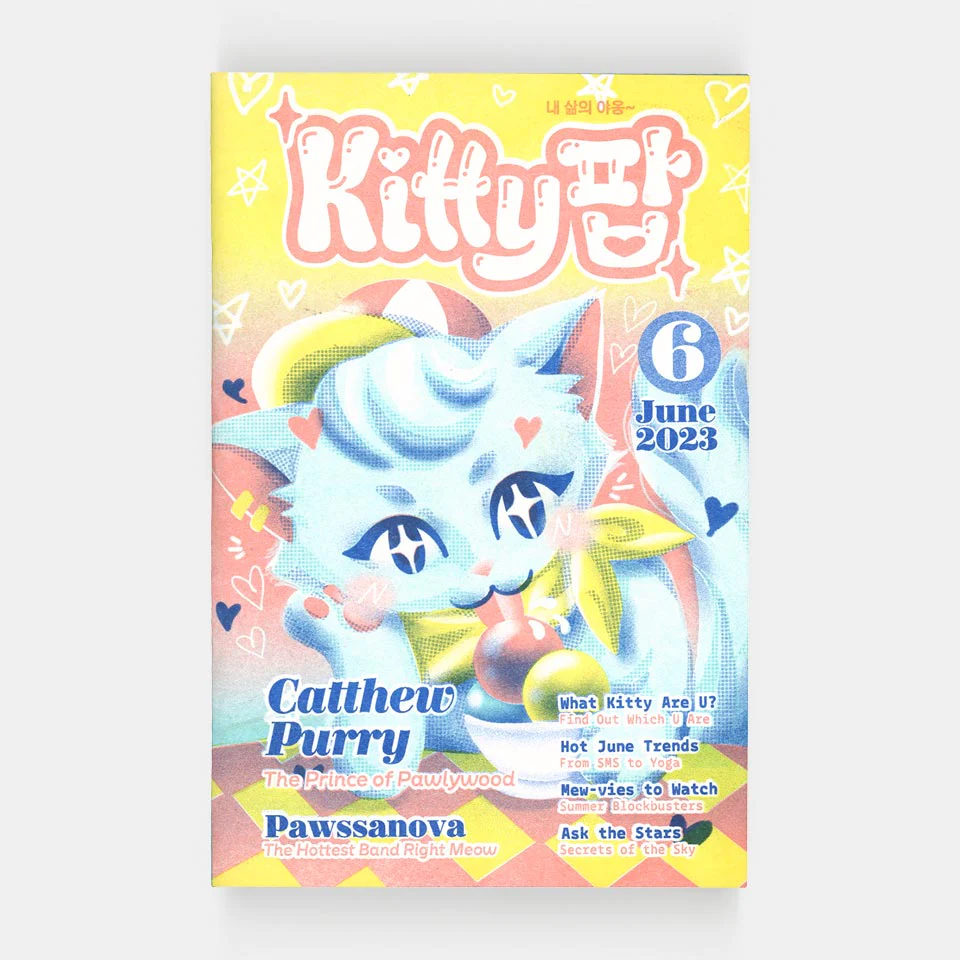 내 삶의 야옹~
Kitty팝
6
June
2023
Catthew
Purry
The Prince of Pawlywood
Pawssanova
The Hottest Band Right Meow
What Kitty Are U?
Find Out Which U Are
Hot June Trends
From SMS to Yoga
Mew-vies to Watch
Summer Blockbusters
Ask the Stars
Secrets of the Sky